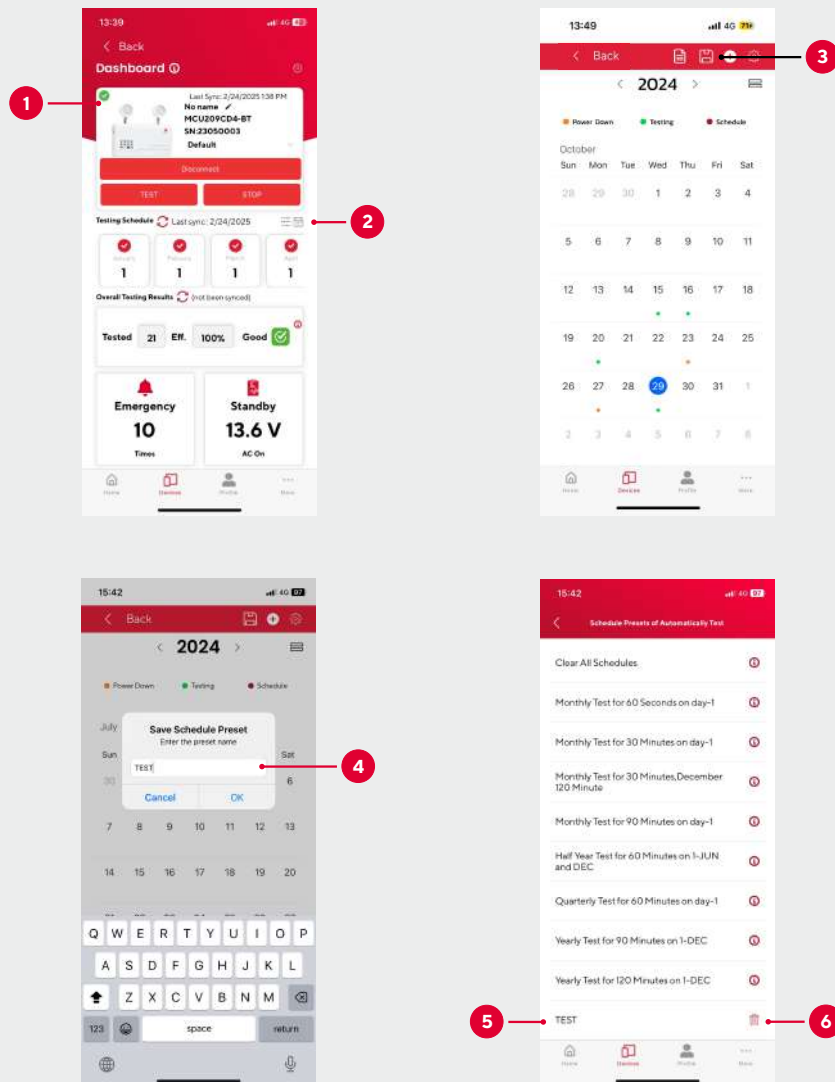 13:39
4G 42
Back
Dashboard
Last Sync: 2/24/2025 1:38 PM
No name
MCU209CD4-BT
SN:23050003
Default
Disconnect
TEST STOP
1
Testing Schedule Last sync: 2/24/2025
2
January February March April
1 1 1 1
Overall Testing Results (not been synced)
Tested 21 Eff. 100% Good
Emergency Standby
10 13.6 V
Times AC On
Home Devices Profile More
13:49
4G 71
Back
3
2024
Power Down Testing Schedule
October
Sun Mon Tue Wed Thu Fri Sat
28 29 30 1 2 3 4
5 6 7 8 9 10 11
12 13 14 15 16 17 18
19 20 21 22 23 24 25
26 27 28 29 30 31 1
2 3 4 5 6 7 8
Home Devices Profile More
15:42
4G 87
Back
2024
Power Down Testing Schedule
July
Sun Sat
30 6
Save Schedule Preset
Enter the preset name
TEST
4
Cancel OK
7 8 9 10 11 12 13
14 15 16 17 18 19 20
Q W E R T Y U I O P
A S D F G H J K L
Z X C V B N M
123 space return
15:42
4G 87
Schedule Presets of Automatically Test
Clear All Schedules
Monthly Test for 60 Seconds on day-1
Monthly Test for 30 Minutes on day-1
Monthly Test for 30 Minutes,December
120 Minute
Monthly Test for 90 Minutes on day-1
Half Year Test for 60 Minutes on 1-JUN
and DEC
Quarterly Test for 60 Minutes on day-1
Yearly Test for 90 Minutes on 1-DEC
Yearly Test for 120 Minutes on 1-DEC
5
TEST
6
Home Devices Profile More